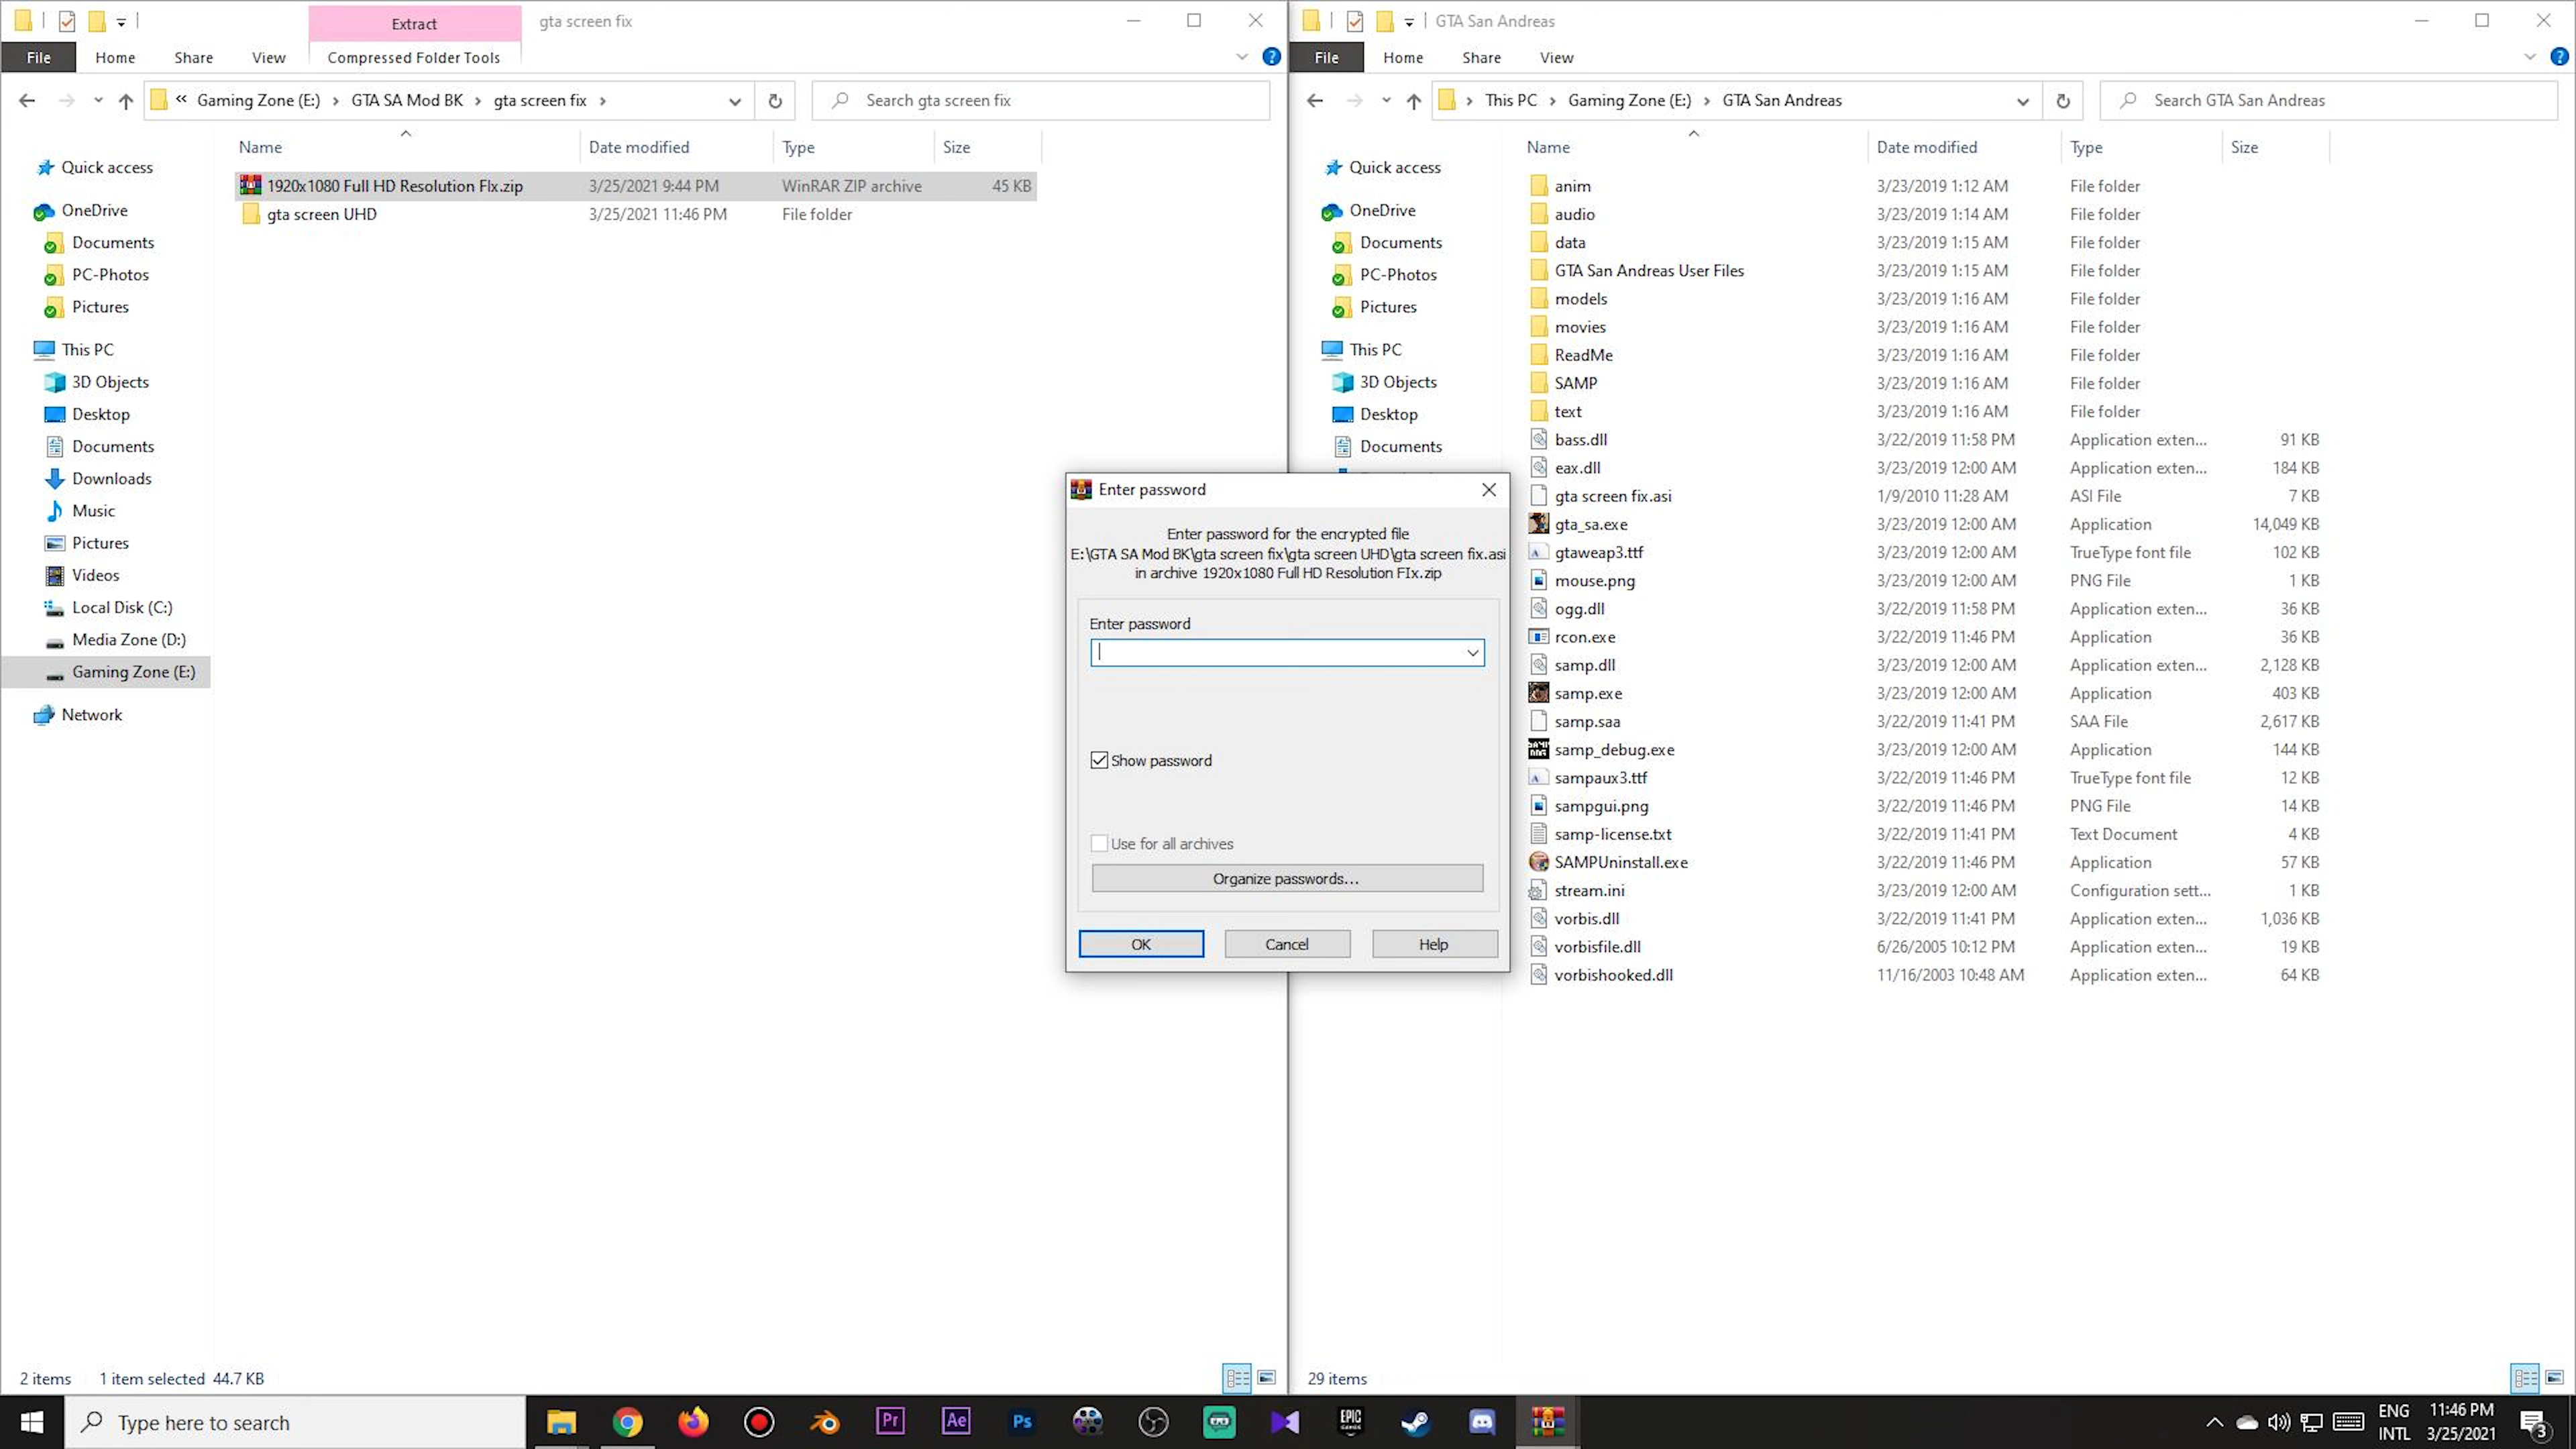 Extract
gta screen fix
File Home Share View Compressed Folder Tools
« Gaming Zone (E:) › GTA SA Mod BK › gta screen fix ›
Search gta screen fix
Name Date modified Type Size
1920x1080 Full HD Resolution FIx.zip 3/25/2021 9:44 PM WinRAR ZIP archive 45 KB
gta screen UHD 3/25/2021 11:46 PM File folder
Quick access
OneDrive
Documents
PC-Photos
Pictures
This PC
3D Objects
Desktop
Documents
Downloads
Music
Pictures
Videos
Local Disk (C:)
Media Zone (D:)
Gaming Zone (E:)
Network
2 items 1 item selected 44.7 KB
Enter password
Enter password for the encrypted file
E:\GTA SA Mod BK\gta screen fix\gta screen UHD\gta screen fix.asi
in archive 1920x1080 Full HD Resolution FIx.zip
Enter password
Show password
Use for all archives
Organize passwords...
OK Cancel Help
GTA San Andreas
File Home Share View
› This PC › Gaming Zone (E:) › GTA San Andreas
Search GTA San Andreas
Quick access
OneDrive
Documents
PC-Photos
Pictures
This PC
3D Objects
Desktop
Documents
Name Date modified Type Size
anim 3/23/2019 1:12 AM File folder
audio 3/23/2019 1:14 AM File folder
data 3/23/2019 1:15 AM File folder
GTA San Andreas User Files 3/23/2019 1:15 AM File folder
models 3/23/2019 1:16 AM File folder
movies 3/23/2019 1:16 AM File folder
ReadMe 3/23/2019 1:16 AM File folder
SAMP 3/23/2019 1:16 AM File folder
text 3/23/2019 1:16 AM File folder
bass.dll 3/22/2019 11:58 PM Application exten... 91 KB
eax.dll 3/23/2019 12:00 AM Application exten... 184 KB
gta screen fix.asi 1/9/2010 11:28 AM ASI File 7 KB
gta_sa.exe 3/23/2019 12:00 AM Application 14,049 KB
gtaweap3.ttf 3/23/2019 12:00 AM TrueType font file 102 KB
mouse.png 3/23/2019 12:00 AM PNG File 1 KB
ogg.dll 3/22/2019 11:58 PM Application exten... 36 KB
rcon.exe 3/22/2019 11:46 PM Application 36 KB
samp.dll 3/23/2019 12:00 AM Application exten... 2,128 KB
samp.exe 3/23/2019 12:00 AM Application 403 KB
samp.saa 3/22/2019 11:41 PM SAA File 2,617 KB
samp_debug.exe 3/23/2019 12:00 AM Application 144 KB
sampaux3.ttf 3/22/2019 11:46 PM TrueType font file 12 KB
sampgui.png 3/22/2019 11:46 PM PNG File 14 KB
samp-license.txt 3/22/2019 11:41 PM Text Document 4 KB
SAMPUninstall.exe 3/22/2019 11:46 PM Application 57 KB
stream.ini 3/23/2019 12:00 AM Configuration sett... 1 KB
vorbis.dll 3/22/2019 11:41 PM Application exten... 1,036 KB
vorbisfile.dll 6/26/2005 10:12 PM Application exten... 19 KB
vorbishooked.dll 11/16/2003 10:48 AM Application exten... 64 KB
29 items
Type here to search
Pr
Ae
Ps
EPIC
GAMES
ENG
INTL
11:46 PM
3/25/2021
3